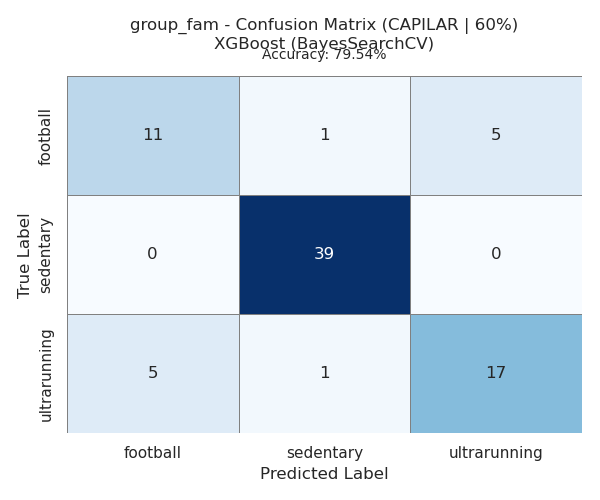 group_fam - Confusion Matrix (CAPILAR | 60%)
XGBoost (BayesSearchCV)
Accuracy: 79.54%
football
11
1
5
sedentary
0
39
0
ultrarunning
5
1
17
True Label
football
sedentary
ultrarunning
Predicted Label